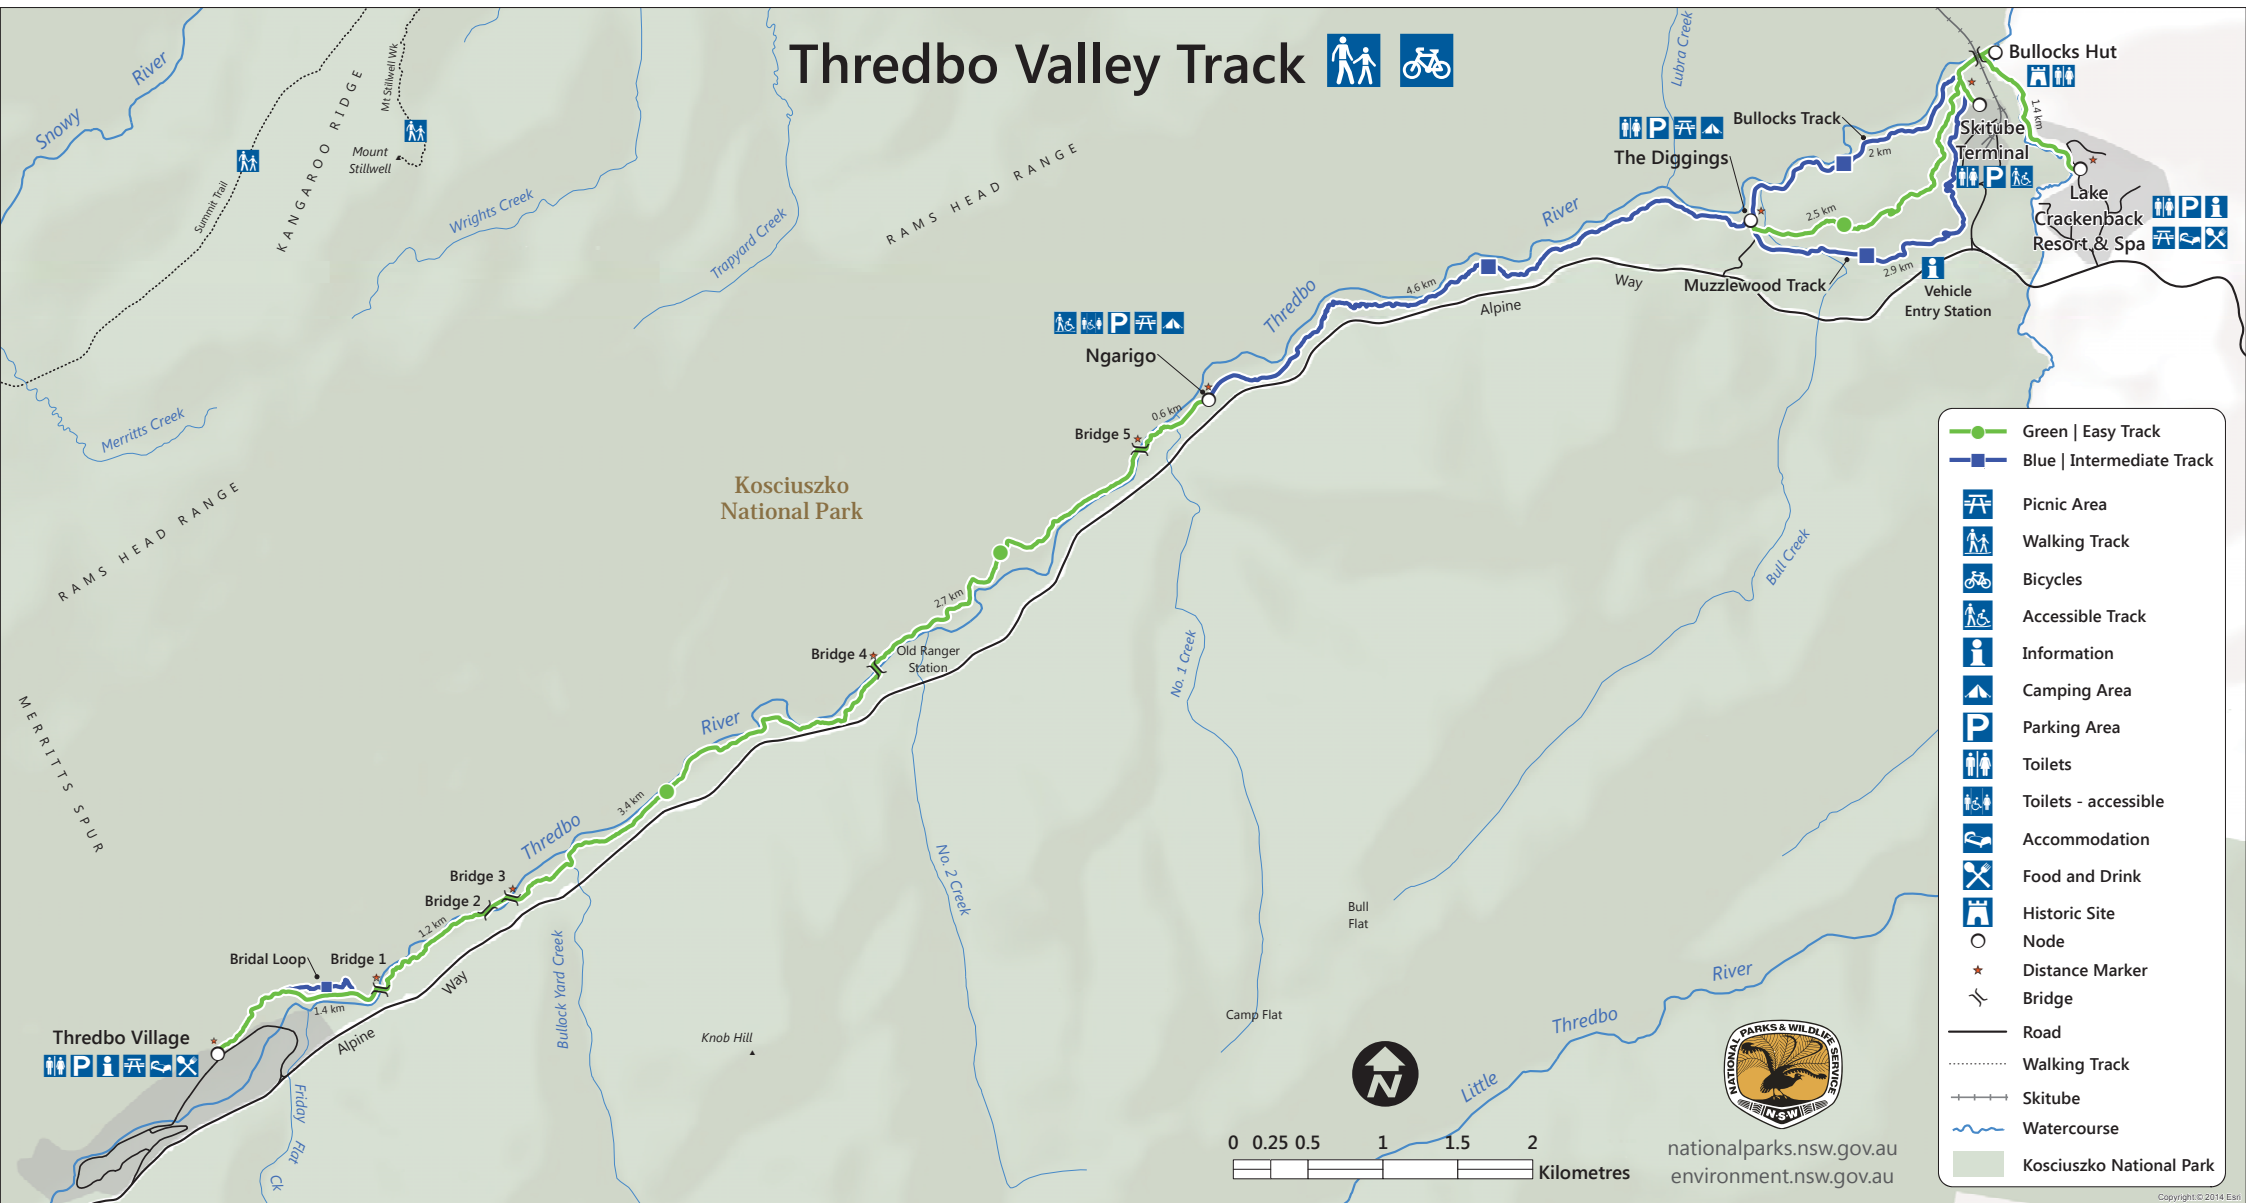 Thredbo Valley Track
Snowy
River
Summit Trail
KANGAROO RIDGE
Mt Stillwell Wk
Mount
Stillwell
Wrights Creek
Trapyard Creek
RAMS HEAD RANGE
Merritts Creek
RAMS HEAD RANGE
MERRITTS SPUR
Kosciuszko
National Park
Lubra Creek
Bullocks Hut
1.4 km
Bullocks Track
2 km
The Diggings
Skitube
Terminal
Lake
Crackenback
Resort & Spa
2.5 km
River
Muzzlewood Track
2.9 km
Vehicle
Entry Station
Thredbo
4.6 km
Alpine
Way
Ngarigo
0.6 km
Bridge 5
2.7 km
Bridge 4
Old Ranger
Station
River
3.4 km
Thredbo
Bridge 3
Bridge 2
1.2 km
Bridal Loop
Bridge 1
1.4 km
Thredbo Village
Alpine
Way
Friday Flat Ck
Bullock Yard Creek
Knob Hill
No. 2 Creek
No. 1 Creek
Bull Creek
Bull
Flat
Camp Flat
Little
Thredbo
River
N
0 0.25 0.5 1 1.5 2
Kilometres
NATIONAL PARKS & WILDLIFE SERVICE
N·S·W
nationalparks.nsw.gov.au
environment.nsw.gov.au
Green | Easy Track
Blue | Intermediate Track
Picnic Area
Walking Track
Bicycles
Accessible Track
Information
Camping Area
P
Parking Area
Toilets
Toilets - accessible
Accommodation
Food and Drink
Historic Site
Node
Distance Marker
Bridge
Road
Walking Track
Skitube
Watercourse
Kosciuszko National Park
Copyright:© 2014 Esri